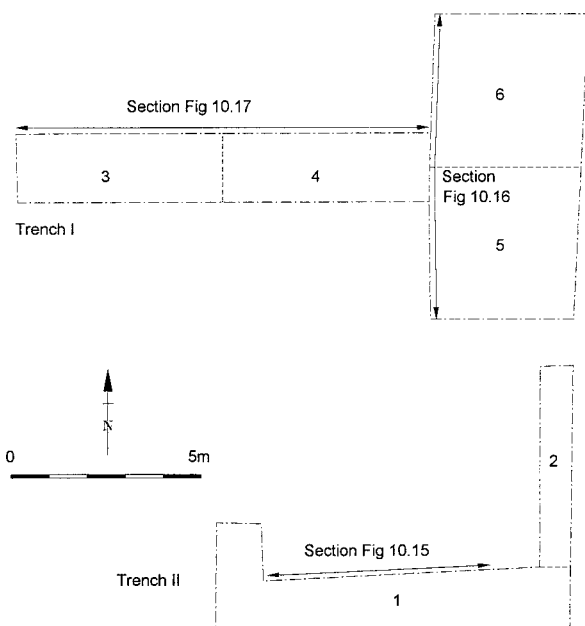 6
Section Fig 10.17
3
4
Section
Fig 10.16
Trench I
5
N
0 5m
2
Section Fig 10.15
Trench II
1